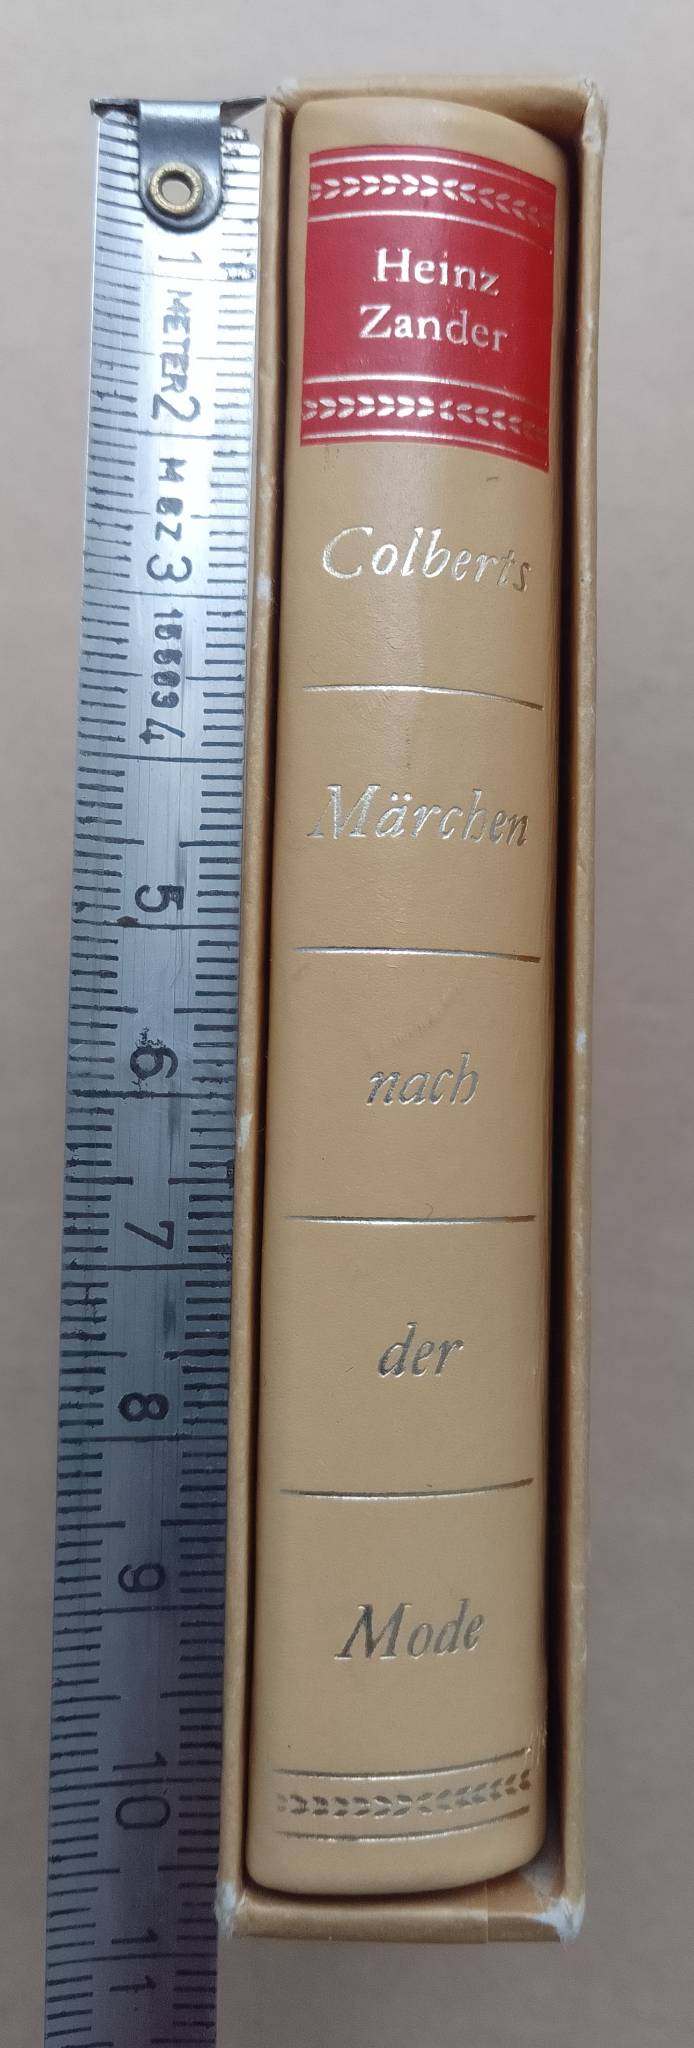 Heinz
Zander
Colberts
Märchen
nach
der
Mode
1 METER 2 3 4 5 6 7 8 9 10 11